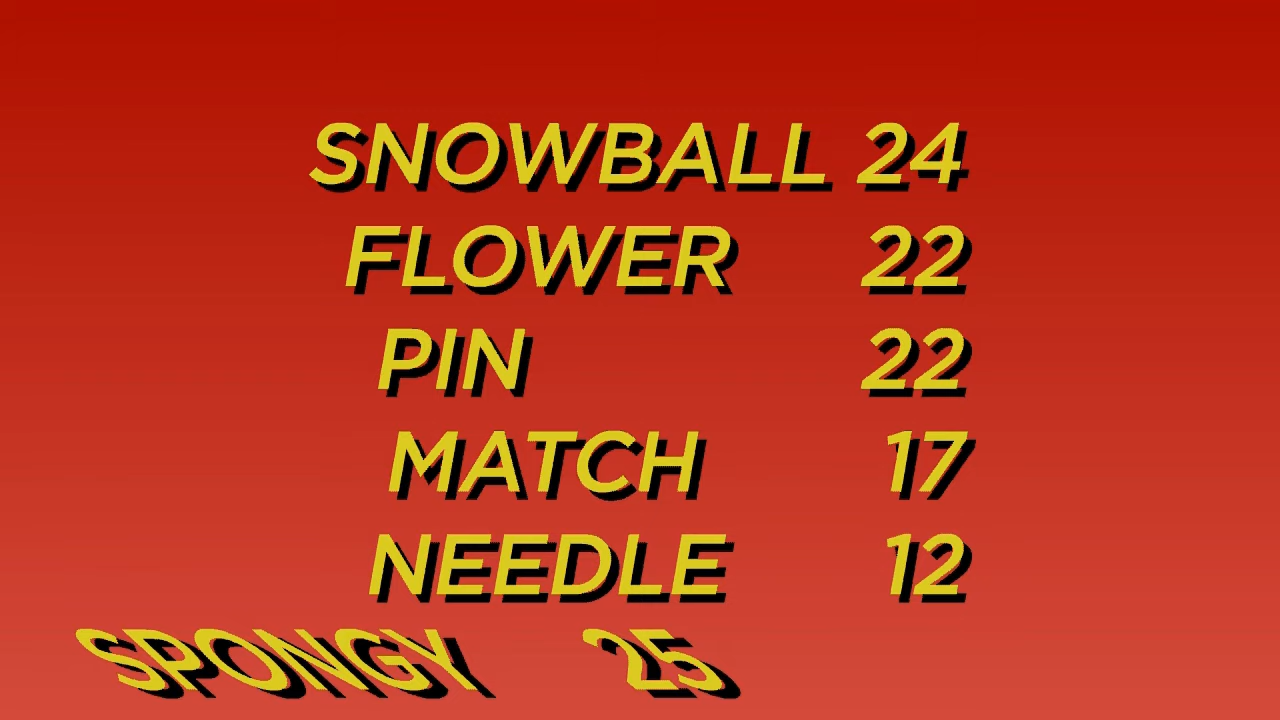 SNOWBALL 24
FLOWER 22
PIN 22
MATCH 17
NEEDLE 12
SPONGY 25